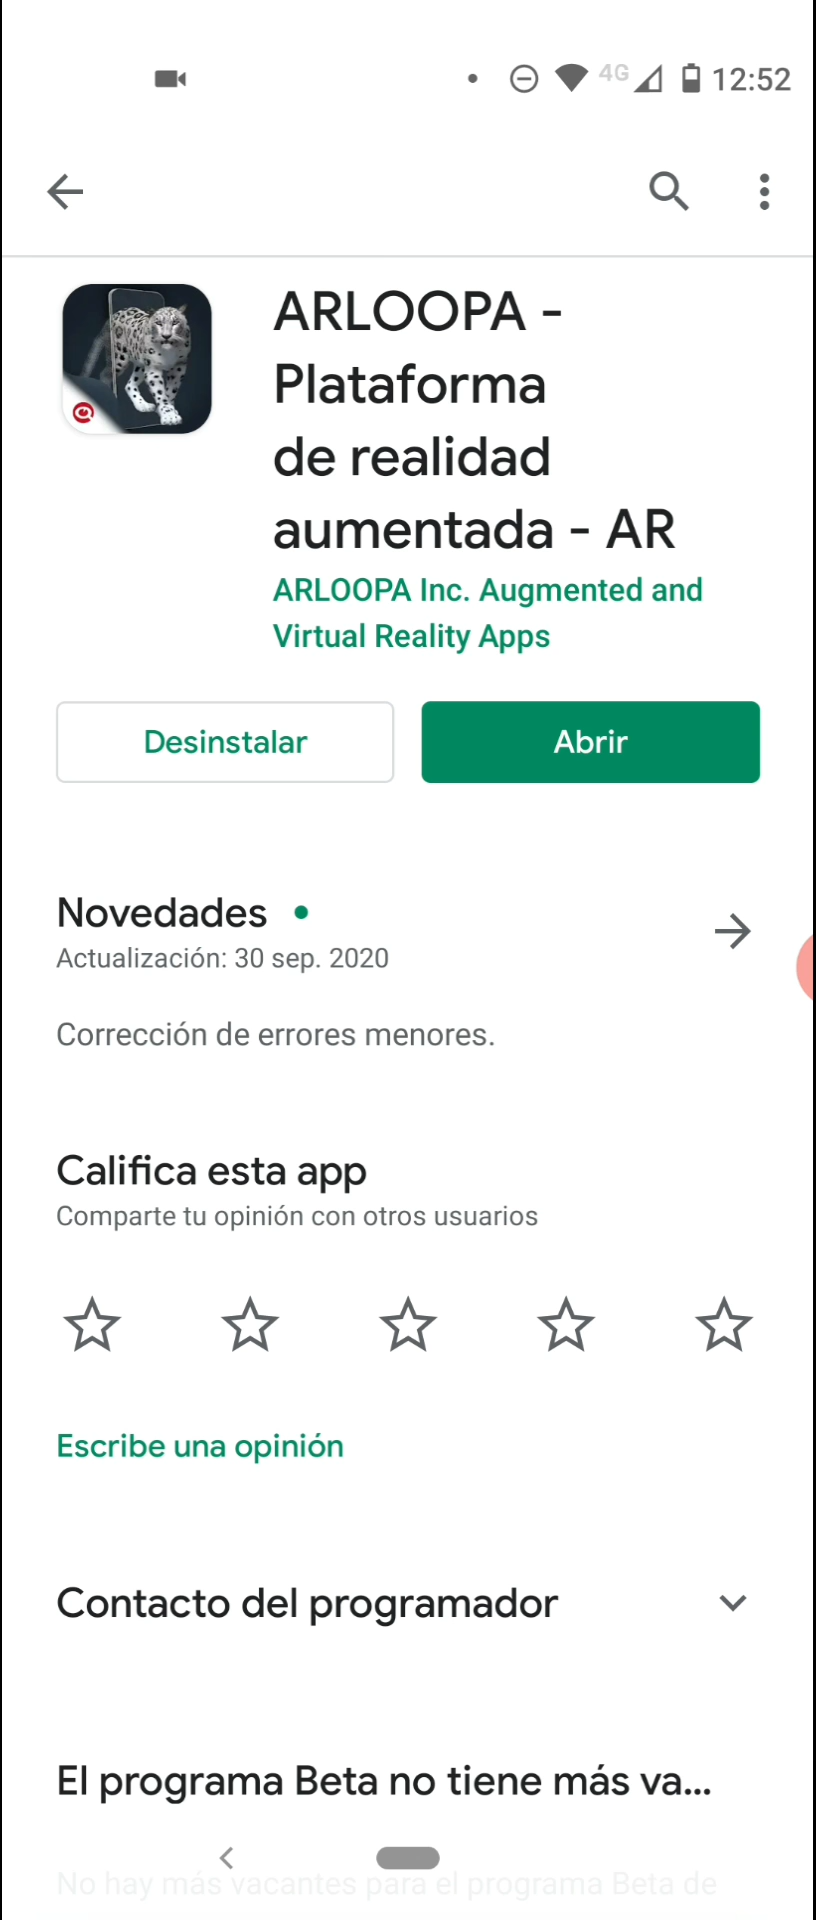 4G 12:52
ARLOOPA -
Plataforma
de realidad
aumentada - AR
ARLOOPA Inc. Augmented and
Virtual Reality Apps
Desinstalar
Abrir
Novedades
Actualización: 30 sep. 2020
Corrección de errores menores.
Califica esta app
Comparte tu opinión con otros usuarios
Escribe una opinión
Contacto del programador
El programa Beta no tiene más va...
No hay más vacantes para el programa Beta de